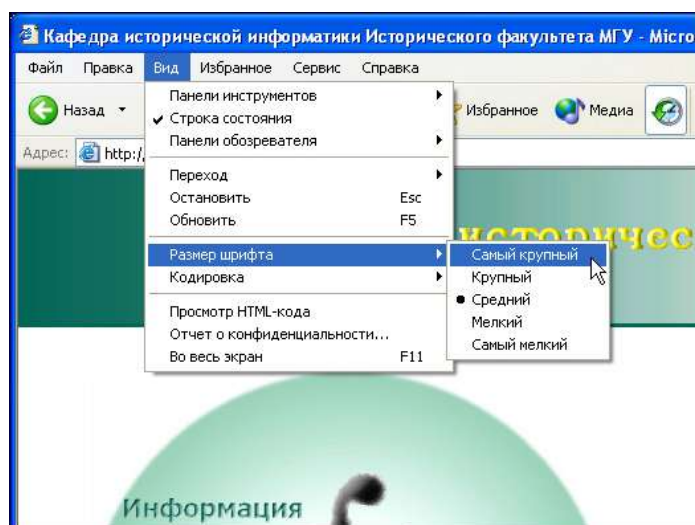 Кафедра исторической информатики Исторического факультета МГУ - Micro
Файл Правка Вид Избранное Сервис Справка
Назад Избранное Медиа
Адрес: http:/
Панели инструментов
Строка состояния
Панели обозревателя
Переход
Остановить Esc
Обновить F5
Размер шрифта
Кодировка
Просмотр HTML-кода
Отчет о конфиденциальности...
Во весь экран F11
Самый крупный
Крупный
Средний
Мелкий
Самый мелкий
Информация